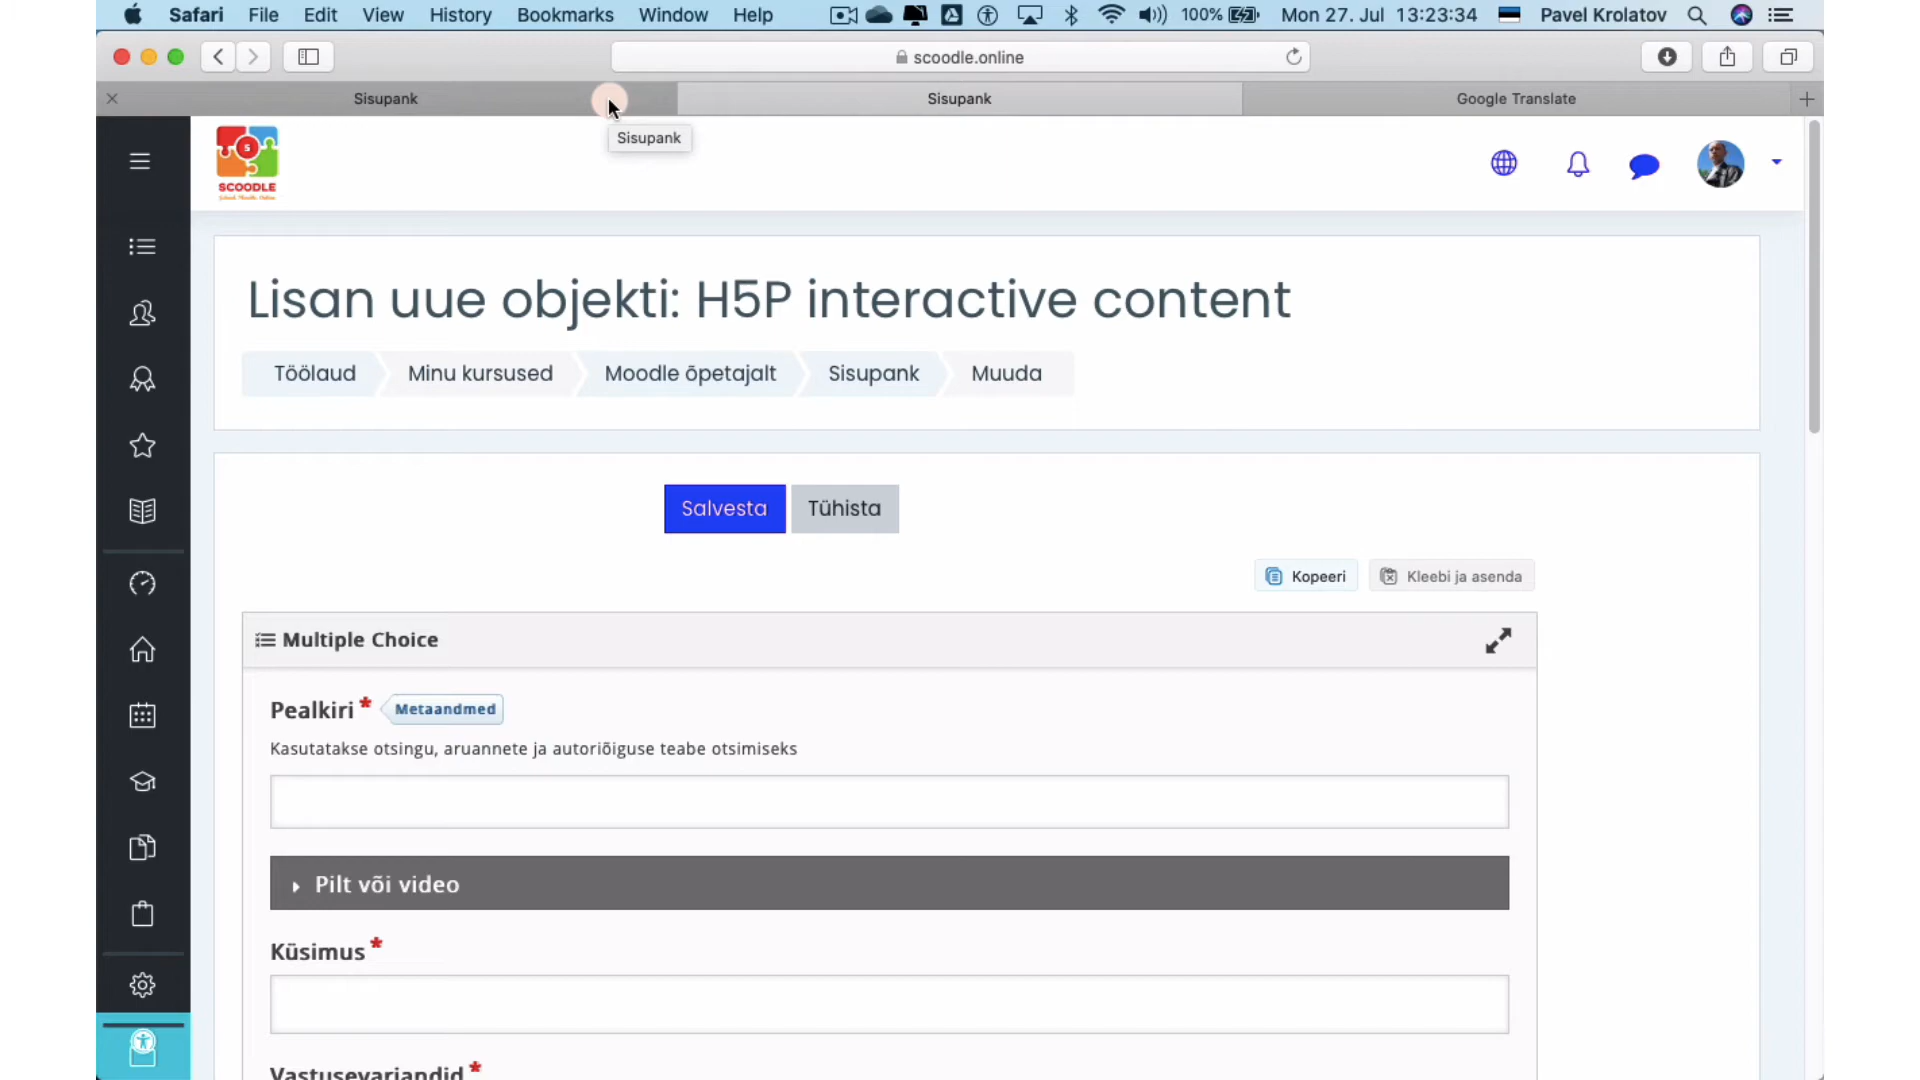 Safari File Edit View History Bookmarks Window Help 100% Mon 27. Jul 13:23:34 Pavel Krolatov
scoodle.online
Sisupank Sisupank Google Translate
Sisupank
S
SCOODLE
Lisan uue objekti: H5P interactive content
Töölaud Minu kursused Moodle õpetajalt Sisupank Muuda
Salvesta Tühista
Kopeeri Kleebi ja asenda
Multiple Choice
Pealkiri * Metaandmed
Kasutatakse otsingu, aruannete ja autoriõiguse teabe otsimiseks
Pilt või video
Küsimus *
Vastusevariandid *